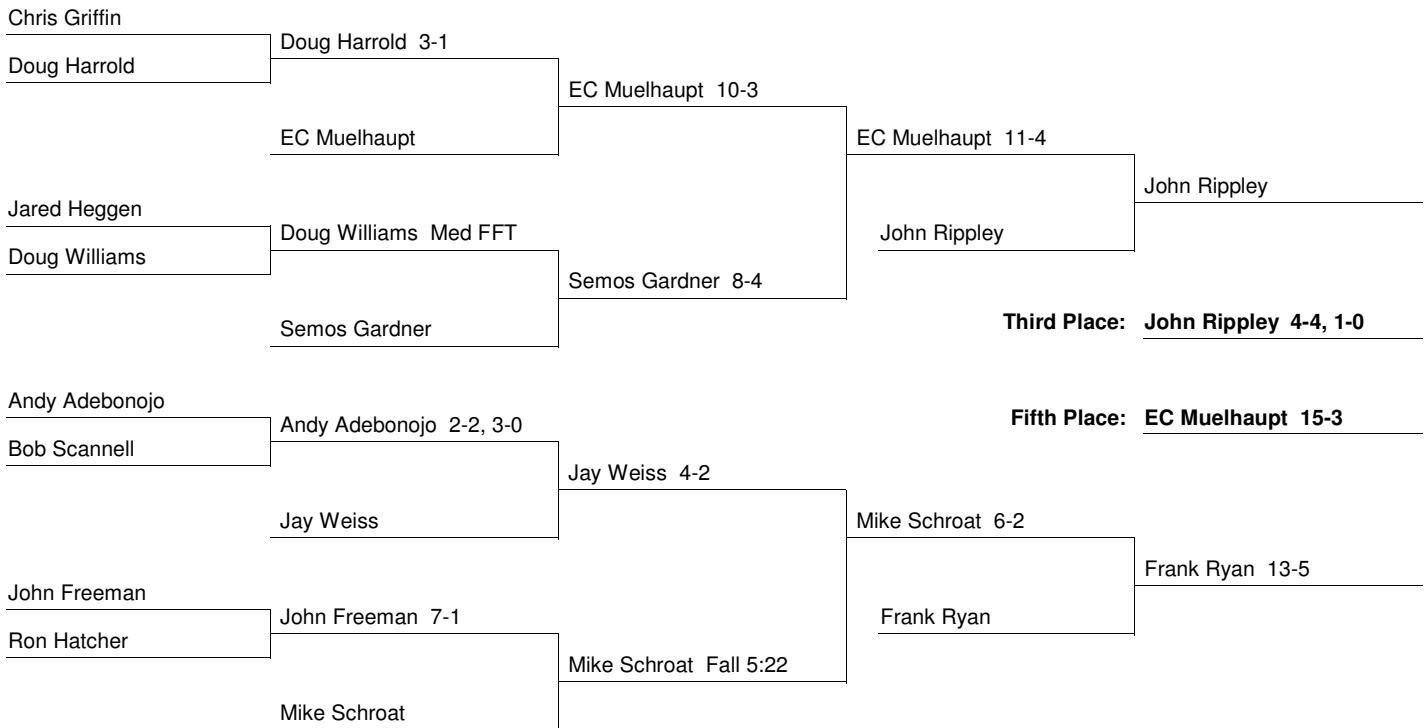 Chris Griffin
Doug Harrold 3-1
Doug Harrold
EC Muelhaupt 10-3
EC Muelhaupt
EC Muelhaupt 11-4
John Rippley
Jared Heggen
Doug Williams Med FFT
John Rippley
Doug Williams
Semos Gardner 8-4
Semos Gardner
Third Place: John Rippley 4-4, 1-0
Andy Adebonojo
Andy Adebonojo 2-2, 3-0
Fifth Place: EC Muelhaupt 15-3
Bob Scannell
Jay Weiss 4-2
Jay Weiss
Mike Schroat 6-2
Frank Ryan 13-5
John Freeman
John Freeman 7-1
Frank Ryan
Ron Hatcher
Mike Schroat Fall 5:22
Mike Schroat